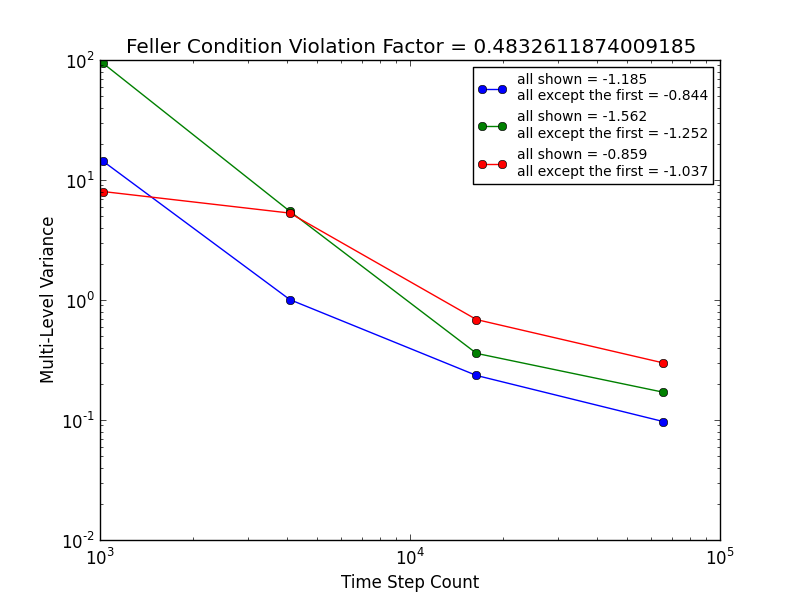 Feller Condition Violation Factor = 0.4832611874009185
all shown = -1.185
all except the first = -0.844
all shown = -1.562
all except the first = -1.252
all shown = -0.859
all except the first = -1.037
Multi-Level Variance
10²
10¹
10⁰
10⁻¹
10⁻²
10³ 10⁴ 10⁵
Time Step Count